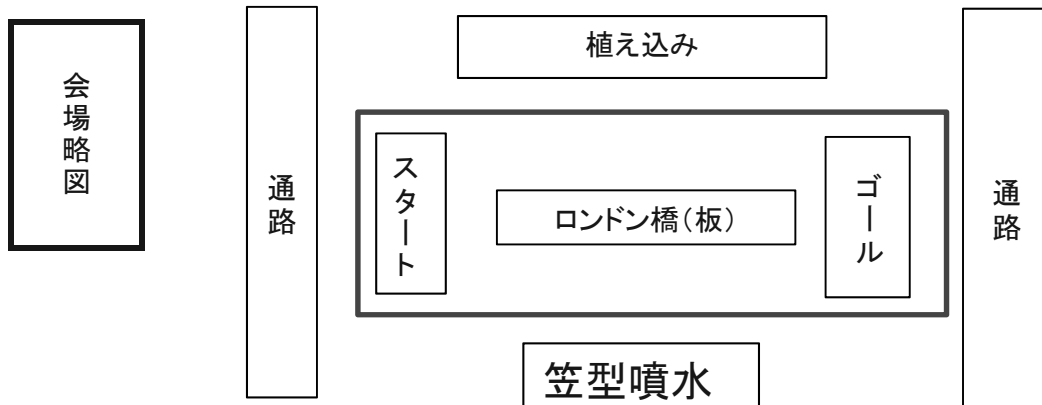 会場略図
通路
植え込み
スタート
ロンドン橋(板)
ゴール
通路
笠型噴水